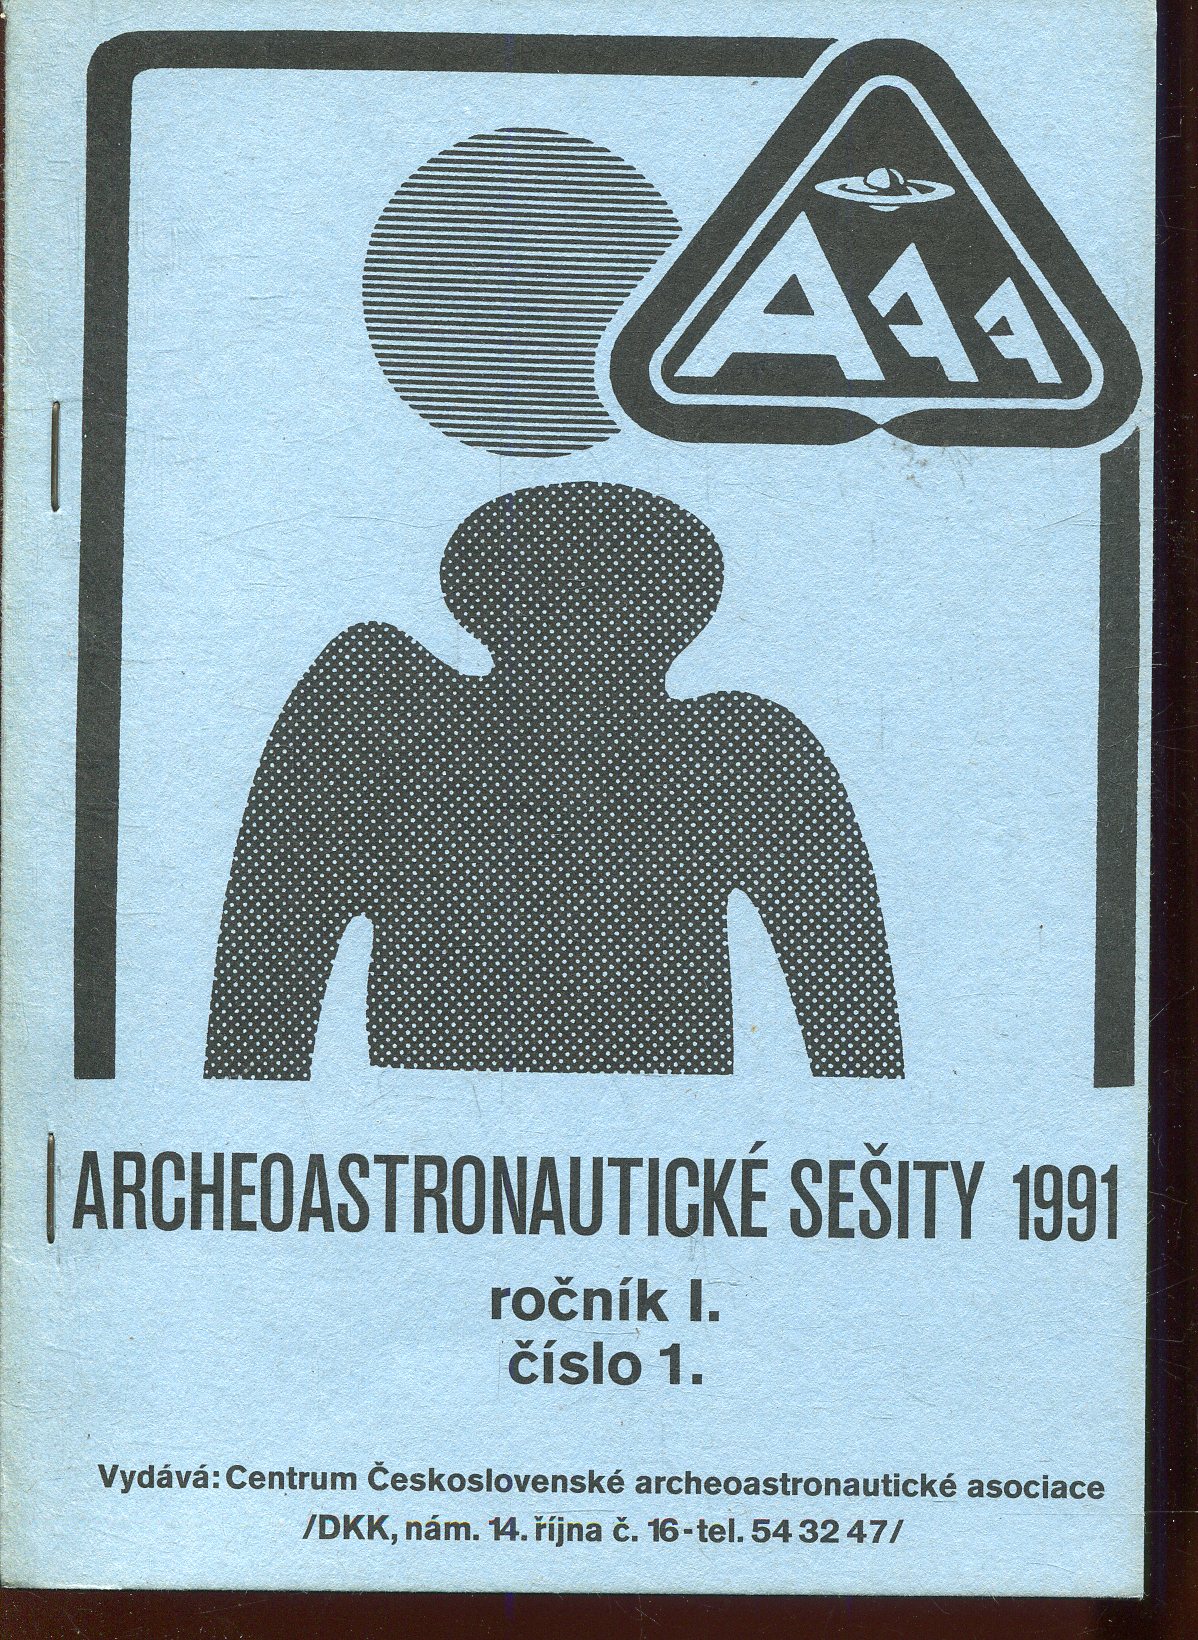 AAA
ARCHEOASTRONAUTICKÉ SEŠITY 1991
ročník I.
číslo 1.
Vydává: Centrum Československé archeoastronautické asociace
/DKK, nám. 14. října č. 16-tel. 54 32 47/